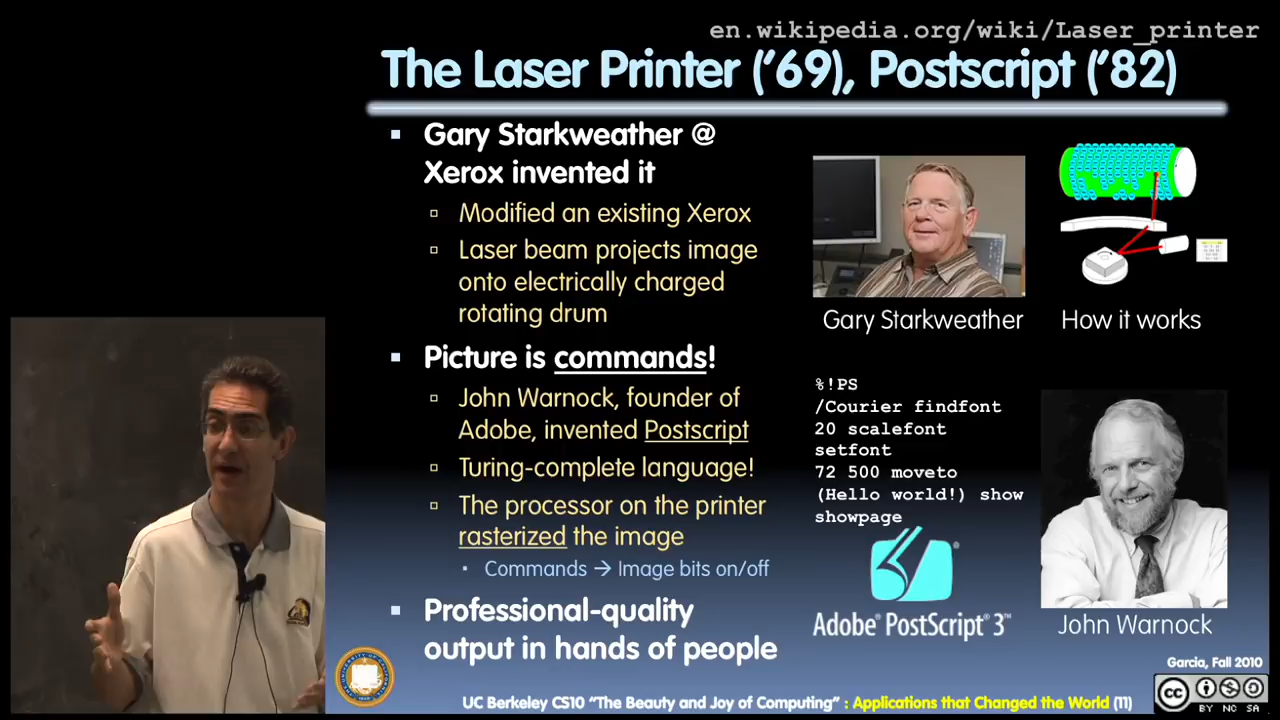 en.wikipedia.org/wiki/Laser_printer
The Laser Printer (’69), Postscript (’82)
Gary Starkweather @
Xerox invented it
Modified an existing Xerox
Laser beam projects image
onto electrically charged
rotating drum
Picture is commands!
John Warnock, founder of
Adobe, invented Postscript
Turing-complete language!
The processor on the printer
rasterized the image
Commands → Image bits on/off
Professional-quality
output in hands of people
Gary Starkweather
How it works
%!PS
/Courier findfont
20 scalefont
setfont
72 500 moveto
(Hello world!) show
showpage
Adobe® PostScript® 3™
John Warnock
Garcia, Fall 2010
UC Berkeley CS10 “The Beauty and Joy of Computing” : Applications that Changed the World (11)
cc BY NC SA